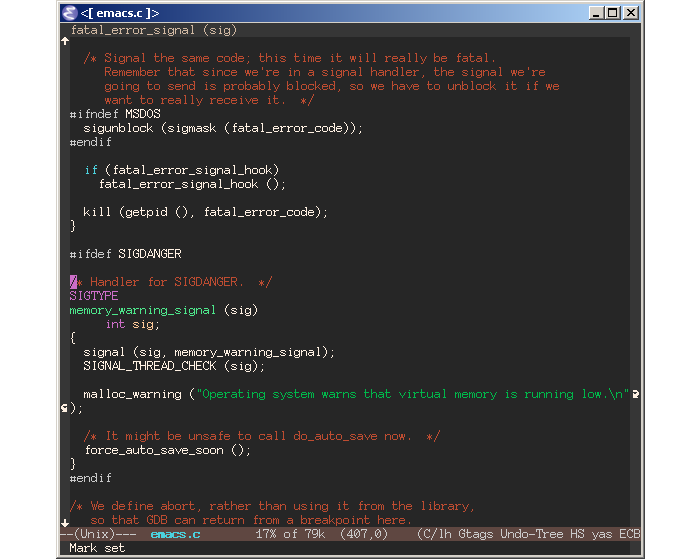 <[ emacs.c ]>
fatal_error_signal (sig)
/* Signal the same code; this time it will really be fatal.
Remember that since we're in a signal handler, the signal we're
going to send is probably blocked, so we have to unblock it if we
want to really receive it.  */
#ifndef MSDOS
sigunblock (sigmask (fatal_error_code));
#endif
if (fatal_error_signal_hook)
fatal_error_signal_hook ();
kill (getpid (), fatal_error_code);
}
#ifdef SIGDANGER
/* Handler for SIGDANGER.  */
SIGTYPE
memory_warning_signal (sig)
int sig;
{
signal (sig, memory_warning_signal);
SIGNAL_THREAD_CHECK (sig);
malloc_warning ("Operating system warns that virtual memory is running low.\n"
);
/* It might be unsafe to call do_auto_save now.  */
force_auto_save_soon ();
}
#endif
/* We define abort, rather than using it from the library,
so that GDB can return from a breakpoint here.
--(Unix)---  emacs.c  17% of 79k  (407,0)  (C/lh Gtags Undo-Tree HS yas ECB
Mark set